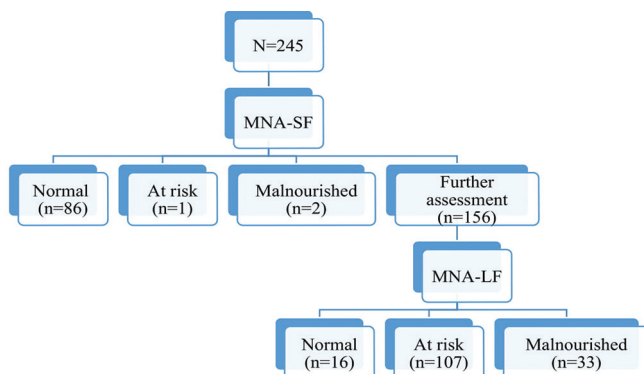 N=245
MNA-SF
Normal
(n=86)
At risk
(n=1)
Malnourished
(n=2)
Further
assessment
(n=156)
MNA-LF
Normal
(n=16)
At risk
(n=107)
Malnourished
(n=33)